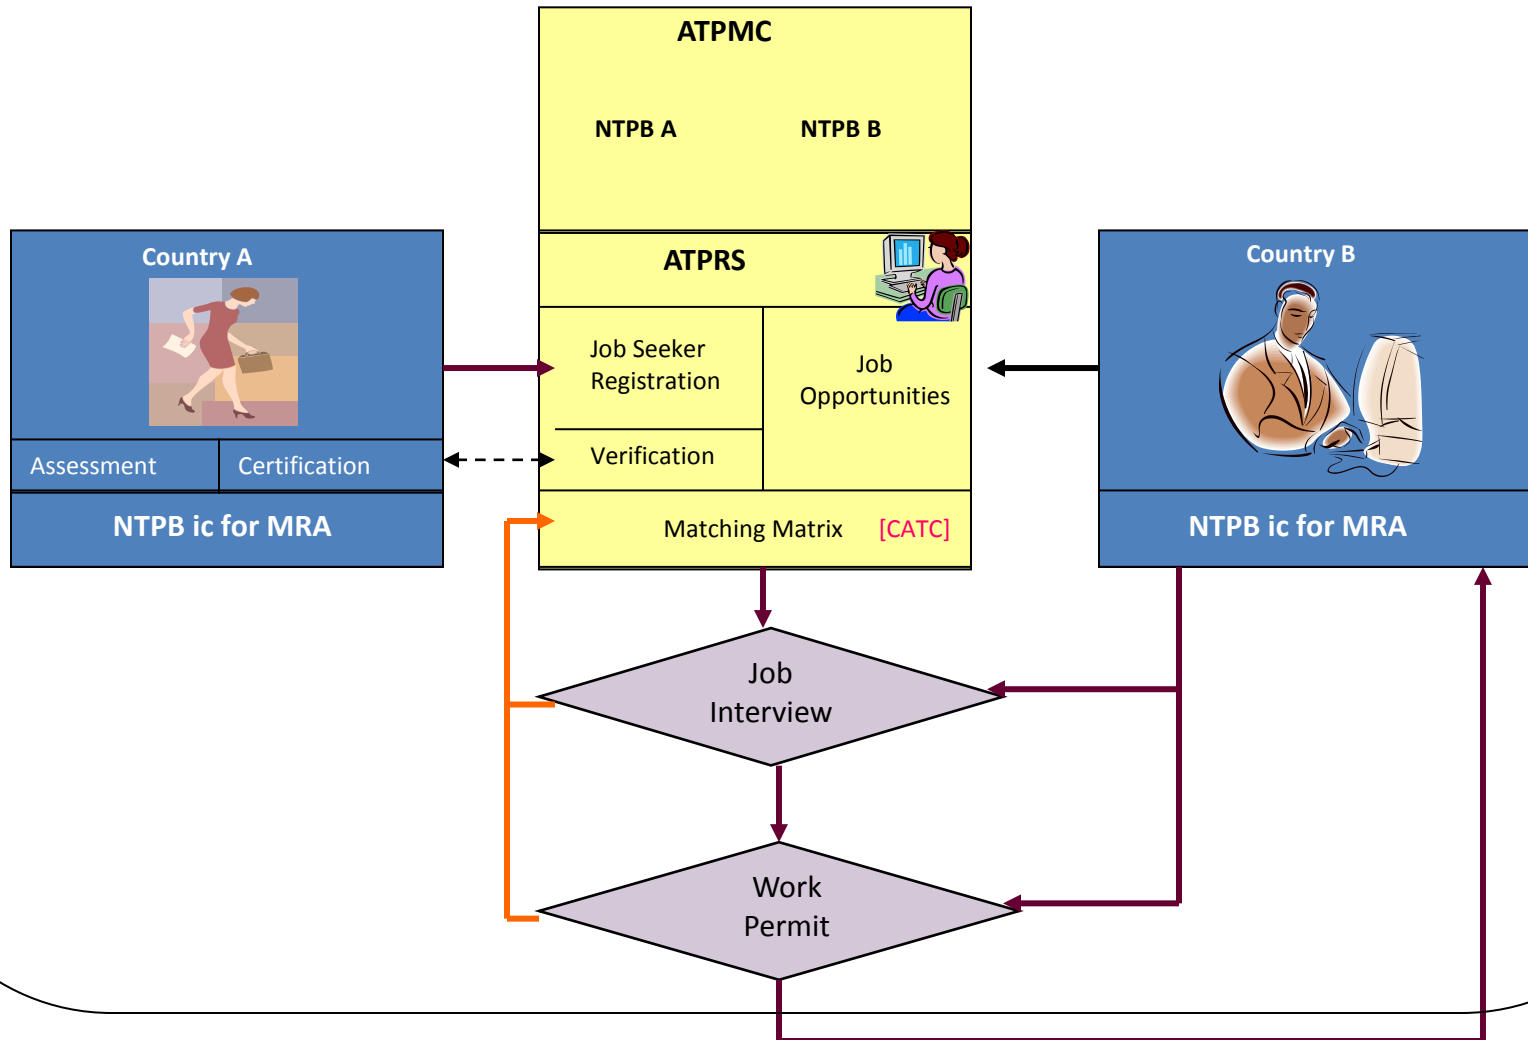 ATPMC
NTPB A
NTPB B
Country A
Assessment
Certification
NTPB ic for MRA
ATPRS
Job Seeker
Registration
Verification
Job
Opportunities
Matching Matrix [CATC]
Country B
NTPB ic for MRA
Job
Interview
Work
Permit